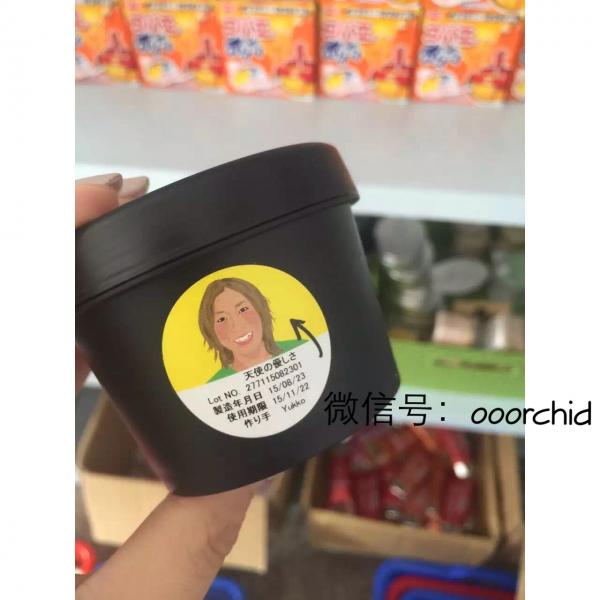 天使の優しさ
Lot NO. 277115082301
製造年月日 15/08/23
使用期限 15/11/22
作り手 Yukko
微信号：ooorchid